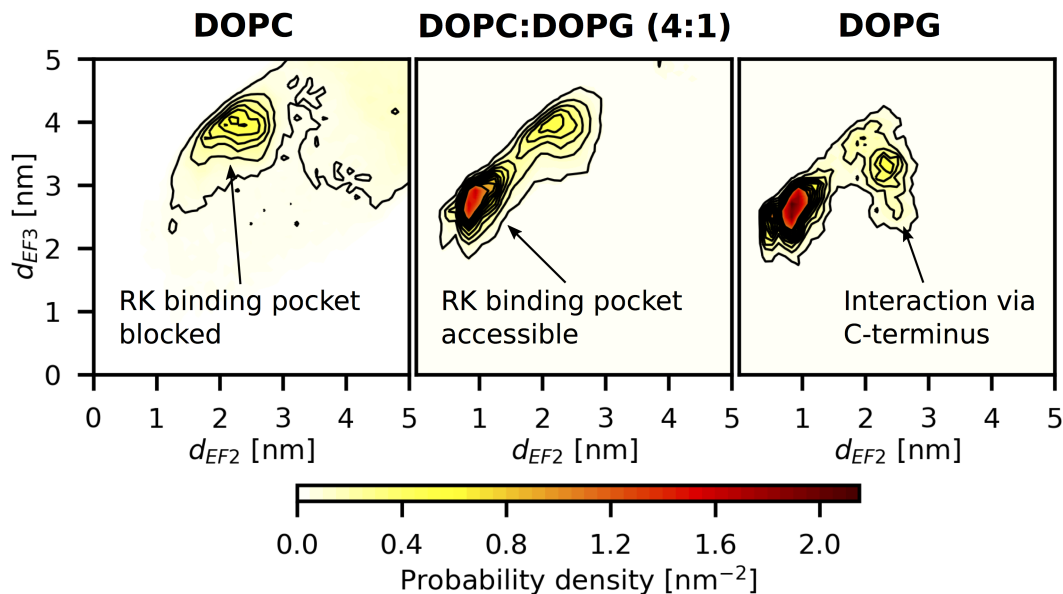 DOPC
DOPC:DOPG (4:1)
DOPG
5
4
3
2
1
0
d_EF3 [nm]
RK binding pocket
blocked
RK binding pocket
accessible
Interaction via
C-terminus
0 1 2 3 4 5
1 2 3 4 5
1 2 3 4 5
d_EF2 [nm]
d_EF2 [nm]
d_EF2 [nm]
0.0 0.4 0.8 1.2 1.6 2.0
Probability density [nm⁻²]